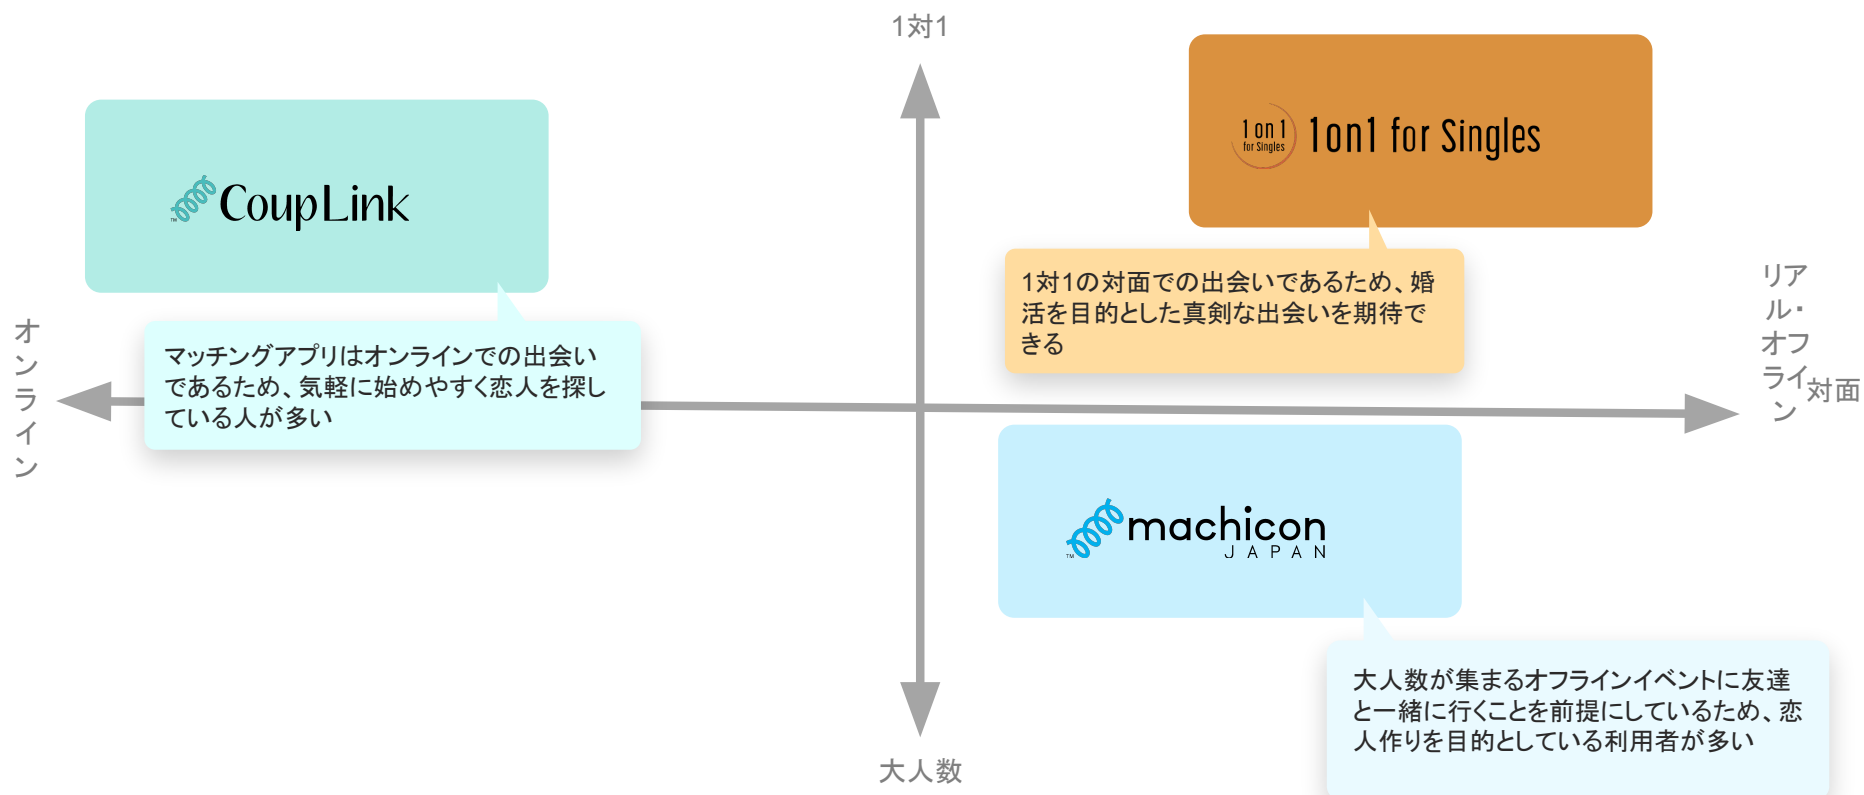 1対1
1 on 1
for Singles
1on1 for Singles
TM
CoupLink
1対1の対面での出会いであるため、婚
活を目的とした真剣な出会いを期待で
きる
マッチングアプリはオンラインでの出会い
であるため、気軽に始めやすく恋人を探し
ている人が多い
オ
ン
ラ
イ
ン
リア
ル・
オフ
ライ
ン
対面
TM
machicon
JAPAN
大人数が集まるオフラインイベントに友達
と一緒に行くことを前提にしているため、恋
人作りを目的としている利用者が多い
大人数